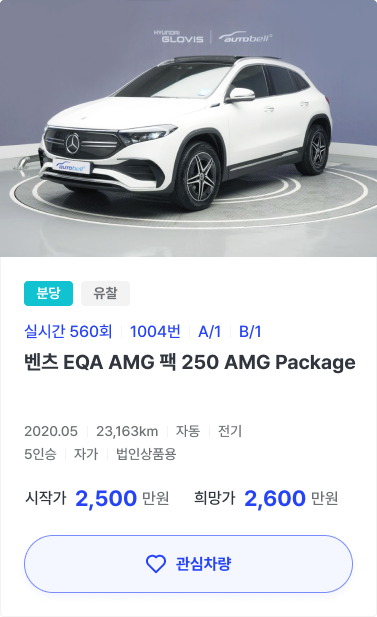 HYUNDAI
GLOVIS autobell
autobell
분당 유찰
실시간 560회 1004번 A/1 B/1
벤츠 EQA AMG 팩 250 AMG Package
2020.05 23,163km 자동 전기
5인승 자가 법인상품용
시작가 2,500 만원 희망가 2,600 만원
관심차량